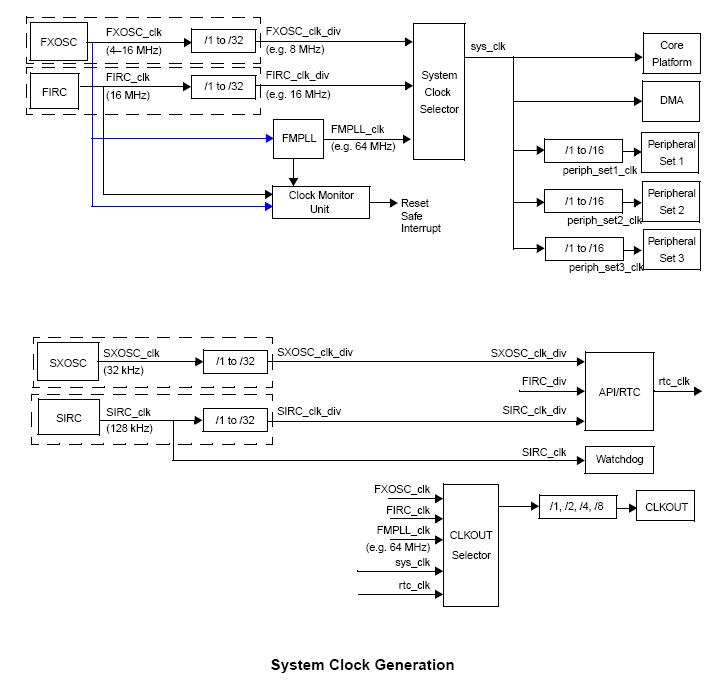 FXOSC
FXOSC_clk
(4–16 MHz)
/1 to /32
FXOSC_clk_div
(e.g. 8 MHz)
FIRC
FIRC_clk
(16 MHz)
/1 to /32
FIRC_clk_div
(e.g. 16 MHz)
FMPLL
FMPLL_clk
(e.g. 64 MHz)
System
Clock
Selector
sys_clk
Core
Platform
DMA
/1 to /16
periph_set1_clk
Peripheral
Set 1
/1 to /16
periph_set2_clk
Peripheral
Set 2
/1 to /16
periph_set3_clk
Peripheral
Set 3
Clock Monitor
Unit
Reset
Safe
Interrupt
SXOSC
SXOSC_clk
(32 kHz)
/1 to /32
SXOSC_clk_div
SXOSC_clk_div
FIRC_div
SIRC
SIRC_clk
(128 kHz)
/1 to /32
SIRC_clk_div
SIRC_clk_div
API/RTC
rtc_clk
SIRC_clk
Watchdog
FXOSC_clk
FIRC_clk
FMPLL_clk
(e.g. 64 MHz)
sys_clk
rtc_clk
CLKOUT
Selector
/1, /2, /4, /8
CLKOUT
System Clock Generation